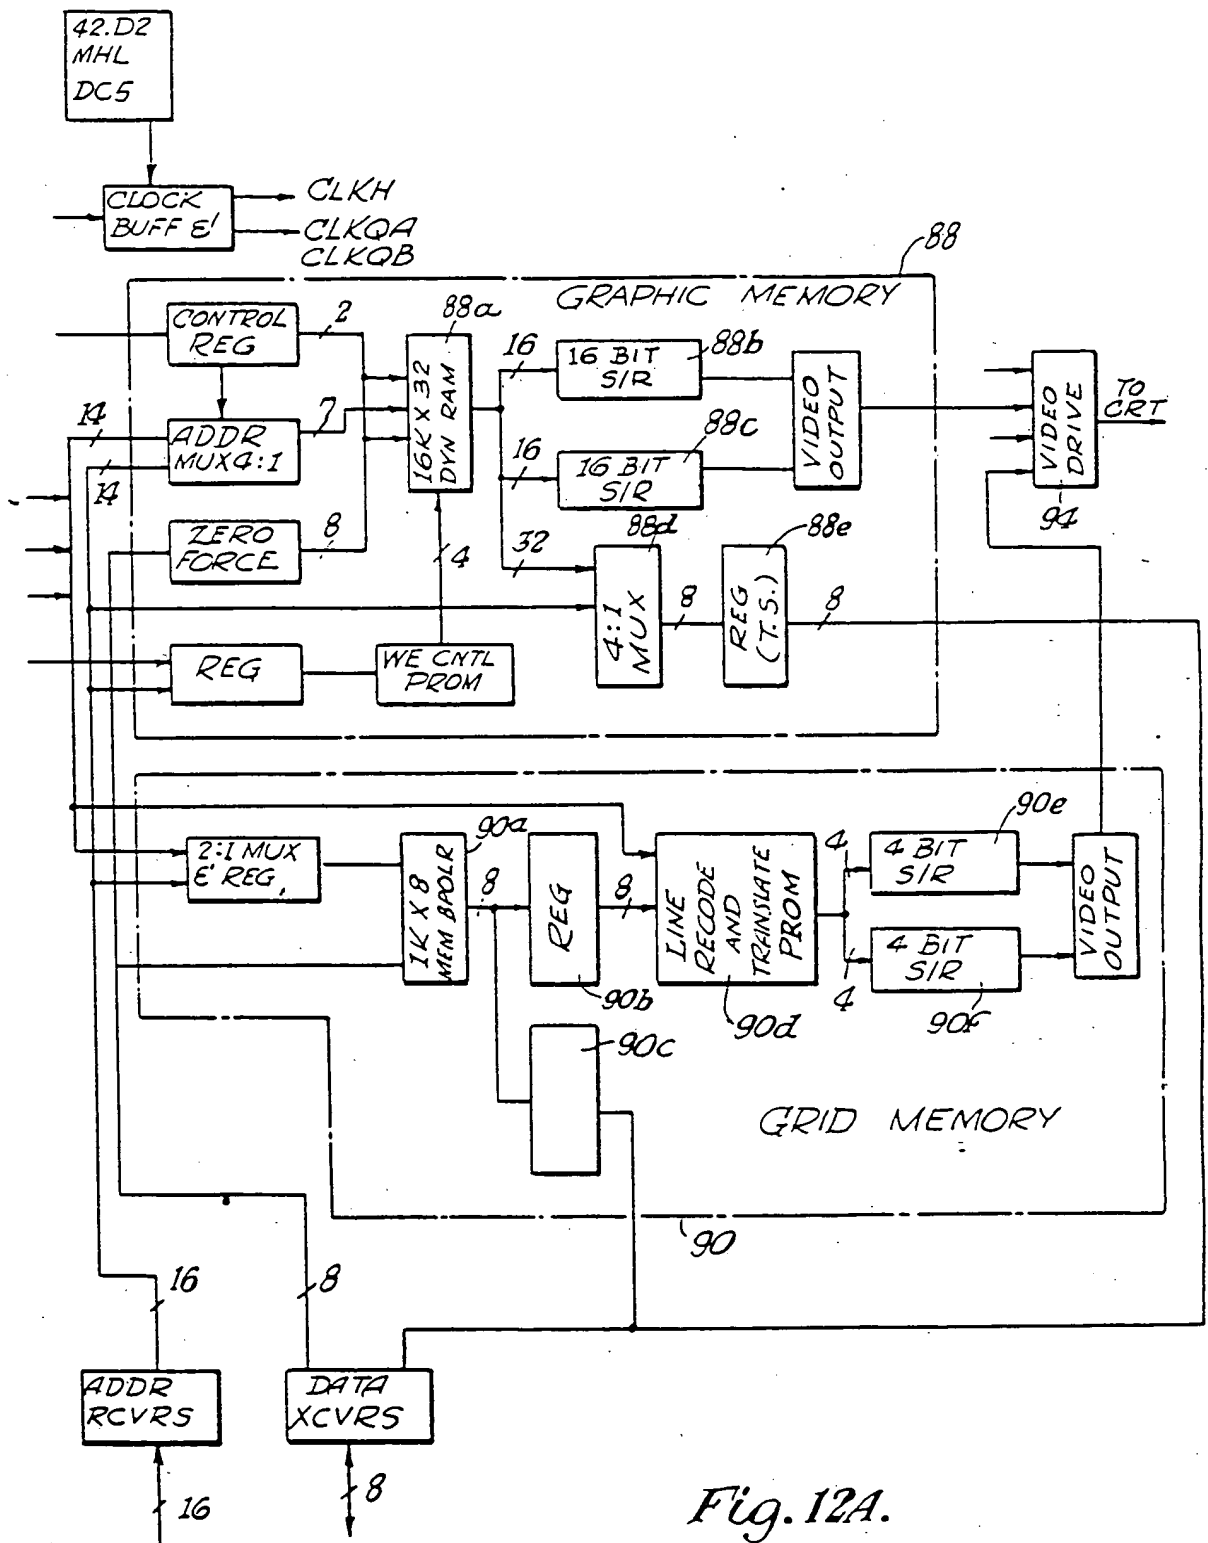 42.D2
MHL
DC5
CLOCK
BUFF &
CLKH
CLKQA
CLKQB
88
GRAPHIC MEMORY
CONTROL
REG
2
88a
16K X 32
DYN RAM
16
16 BIT
S/R
88b
VIDEO
OUTPUT
VIDEO
DRIVE
94
TO
CRT
14
ADDR
MUX 4:1
7
14
16
16 BIT
S/R
88c
ZERO
FORCE
8
4
32
88d
4:1
MUX
8
88e
REG
(T.S.)
8
REG
WE CNTL
PROM
2:1 MUX
& REG,
90a
1K X 8
MEM BPOLR
8
REG
90b
8
LINE
RECODE
AND
TRANSLATE
PROM
90d
4
4 BIT
S/R
90e
4
4 BIT
S/R
90f
VIDEO
OUTPUT
90c
GRID MEMORY
90
16
8
ADDR
RCVRS
DATA
XCVRS
16
8
Fig. 12A.